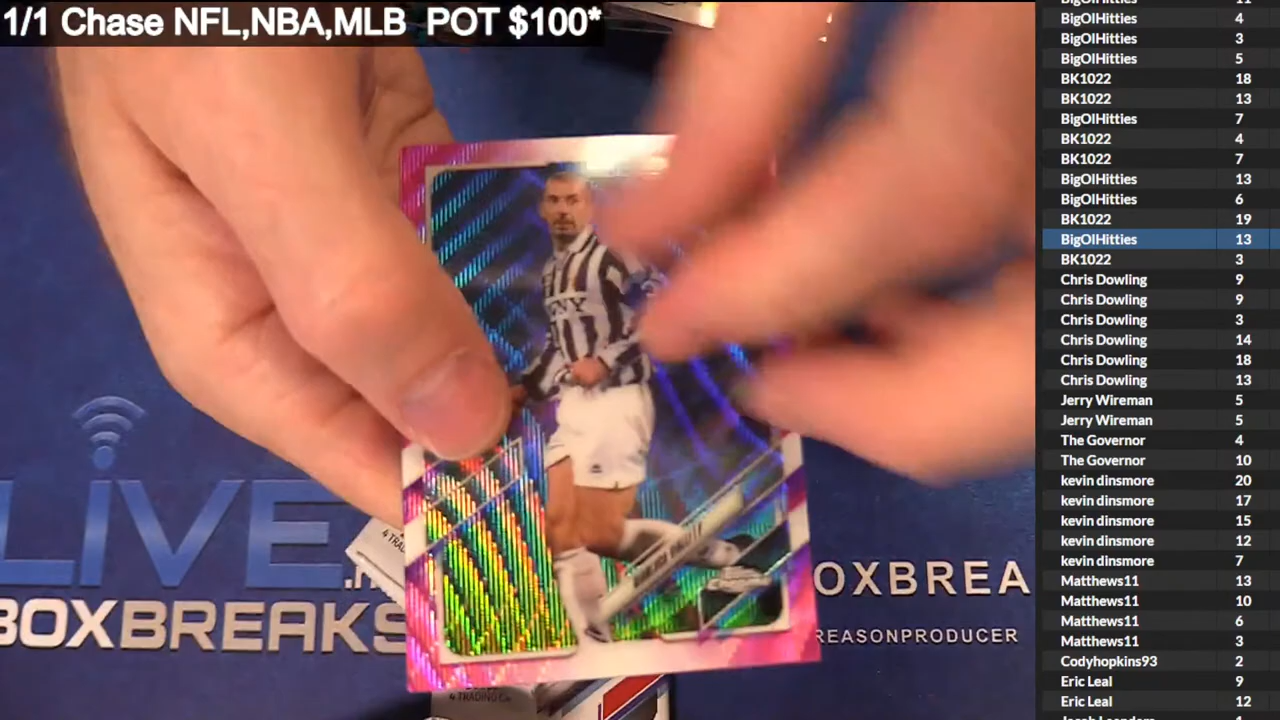 1/1 Chase NFL,NBA,MLB POT $100*
BigOlHitties 4
BigOlHitties 3
BigOlHitties 5
BK1022 18
BK1022 13
BigOlHitties 7
BK1022 4
BK1022 7
BigOlHitties 13
BigOlHitties 6
BK1022 19
BigOlHitties 13
BK1022 3
Chris Dowling 9
Chris Dowling 9
Chris Dowling 3
Chris Dowling 14
Chris Dowling 18
Chris Dowling 13
Jerry Wireman 5
Jerry Wireman 5
The Governor 4
The Governor 10
kevin dinsmore 20
kevin dinsmore 17
kevin dinsmore 15
kevin dinsmore 12
kevin dinsmore 7
Matthews11 13
Matthews11 10
Matthews11 6
Matthews11 3
Codyhopkins93 2
Eric Leal 9
Eric Leal 12
LIVE
BOXBREAKS
OXBREA
REASONPRODUCER